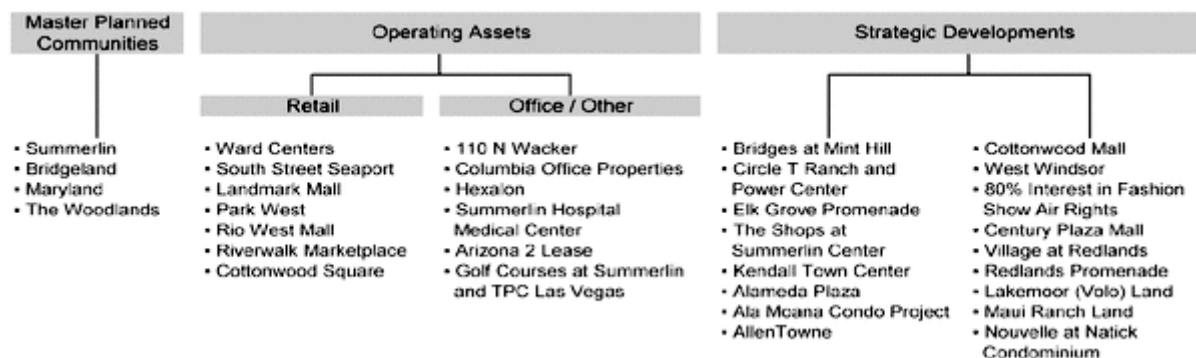 Master Planned
Communities
• Summerlin
• Bridgeland
• Maryland
• The Woodlands
Operating Assets
Retail
• Ward Centers
• South Street Seaport
• Landmark Mall
• Park West
• Rio West Mall
• Riverwalk Marketplace
• Cottonwood Square
Office / Other
• 110 N Wacker
• Columbia Office Properties
• Hexalon
• Summerlin Hospital
Medical Center
• Arizona 2 Lease
• Golf Courses at Summerlin
and TPC Las Vegas
Strategic Developments
• Bridges at Mint Hill
• Circle T Ranch and
Power Center
• Elk Grove Promenade
• The Shops at
Summerlin Center
• Kendall Town Center
• Alameda Plaza
• Ala Moana Condo Project
• AllenTowne
• Cottonwood Mall
• West Windsor
• 80% Interest in Fashion
Show Air Rights
• Century Plaza Mall
• Village at Redlands
• Redlands Promenade
• Lakemoor (Volo) Land
• Maui Ranch Land
• Nouvelle at Natick
Condominium